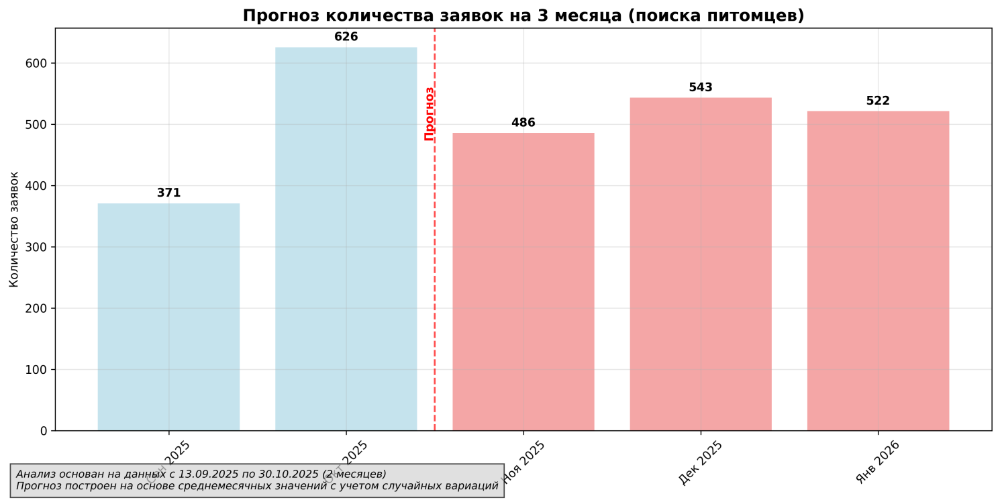 Прогноз количества заявок на 3 месяца (поиска питомцев)
Количество заявок
600
500
400
300
200
100
0
371
626
Прогноз
486
543
522
Сен 2025
Окт 2025
Ноя 2025
Дек 2025
Янв 2026
Анализ основан на данных с 13.09.2025 по 30.10.2025 (2 месяцев)
Прогноз построен на основе среднемесячных значений с учетом случайных вариаций